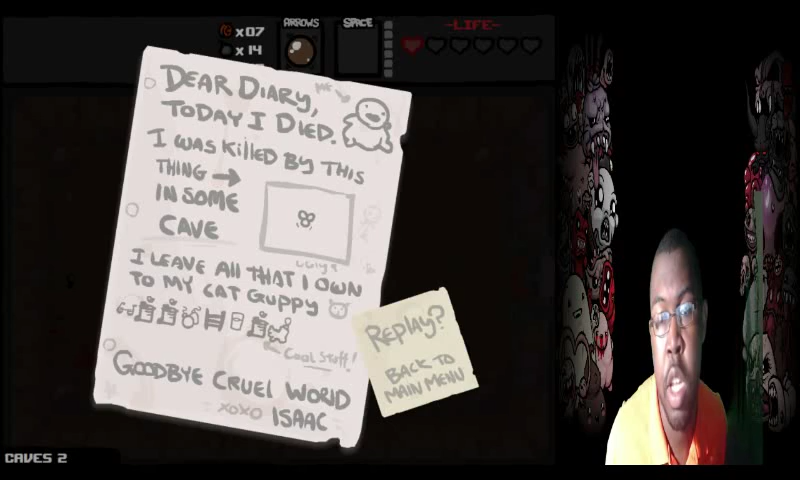 x07
x14
ARROWS
SPACE
-LIFE-
DEAR DIARY,
TODAY I DIED.
I WAS KILLED BY THIS
THING →
IN SOME
CAVE
UGLY
I LEAVE ALL THAT I OWN
TO MY CAT GUPPY
COOL STUFF!
GOODBYE CRUEL WORLD
XOXO ISAAC
REPLAY?
BACK TO
MAIN MENU
CAVES 2